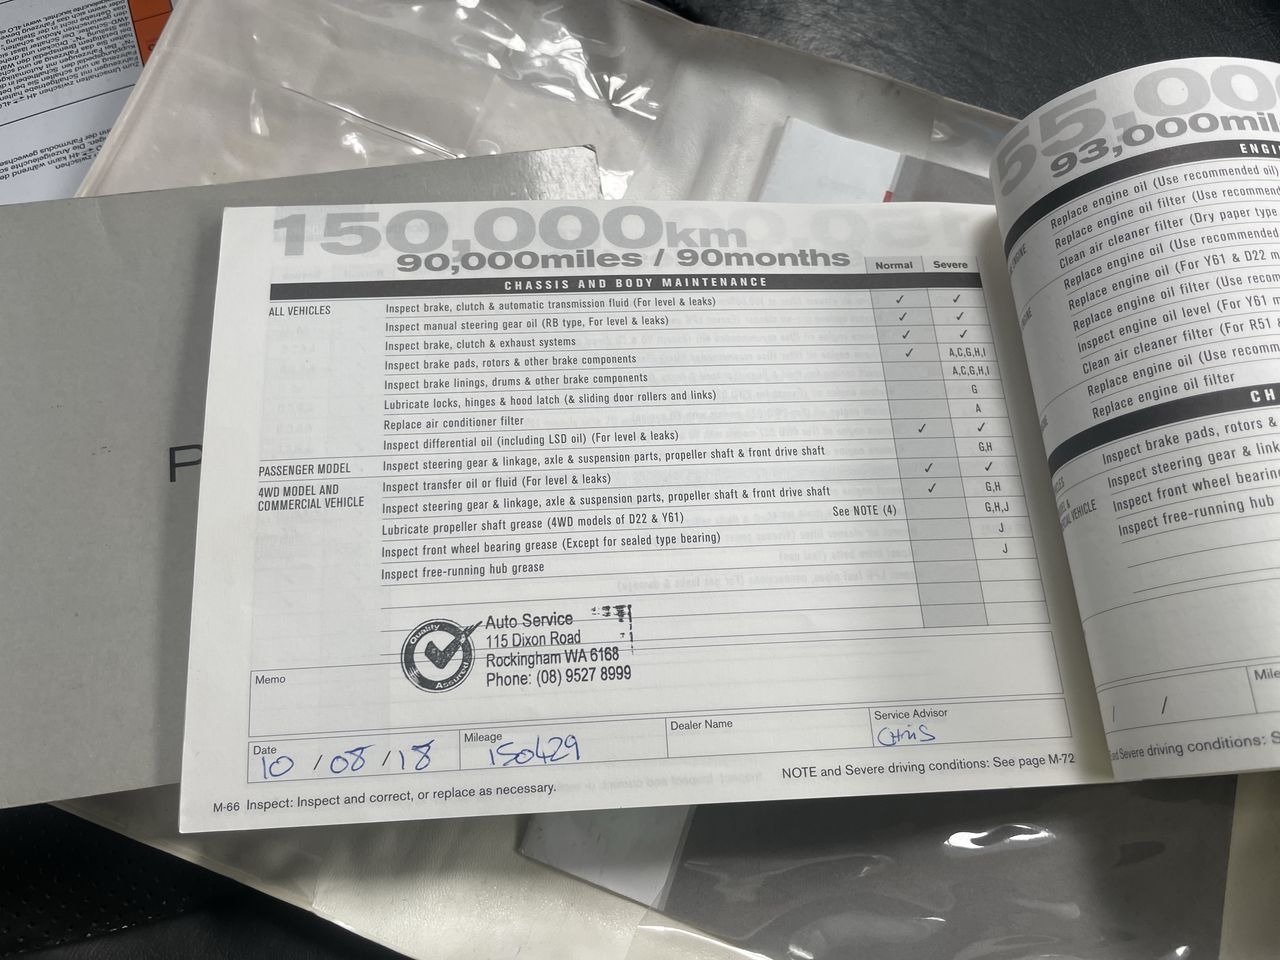 150,000km
90,000miles / 90months
Normal Severe
CHASSIS AND BODY MAINTENANCE
ALL VEHICLES
Inspect brake, clutch & automatic transmission fluid (For level & leaks) ✓ ✓
Inspect manual steering gear oil (RB type, For level & leaks) ✓ ✓
Inspect brake, clutch & exhaust systems ✓ ✓
Inspect brake pads, rotors & other brake components ✓ A,C,G,H,I
Inspect brake linings, drums & other brake components A,C,G,H,I
Lubricate locks, hinges & hood latch (& sliding door rollers and links) G
Replace air conditioner filter A
Inspect differential oil (including LSD oil) (For level & leaks) ✓ ✓
PASSENGER MODEL
Inspect steering gear & linkage, axle & suspension parts, propeller shaft & front drive shaft G,H
4WD MODEL AND
COMMERCIAL VEHICLE
Inspect transfer oil or fluid (For level & leaks) ✓ ✓
Inspect steering gear & linkage, axle & suspension parts, propeller shaft & front drive shaft ✓ G,H
Lubricate propeller shaft grease (4WD models of D22 & Y61) See NOTE (4) G,H,J
Inspect front wheel bearing grease (Except for sealed type bearing) J
Inspect free-running hub grease J
Quality
Assured
Auto Service
115 Dixon Road
Rockingham WA 6168
Phone: (08) 9527 8999
Memo
Date
10 / 08 / 18
Mileage
150429
Dealer Name
Service Advisor
Chris
M-66 Inspect: Inspect and correct, or replace as necessary.
NOTE and Severe driving conditions: See page M-72
55,00
93,000mil
ENGI
Replace engine oil (Use recommended oil)
Replace engine oil filter (Use recommen
Clean air cleaner filter (Dry paper type
Replace engine oil (Use recommended
Replace engine oil (For Y61 & D22 m
Replace engine oil filter (Use recom
Inspect engine oil level (For Y61 m
Clean air cleaner filter (For R51 &
Replace engine oil (Use recomm
Replace engine oil filter
CH
Inspect brake pads, rotors &
Inspect steering gear & link
Inspect front wheel bearing
Inspect free-running hub
/ /
Mile
and Severe driving conditions: S
P